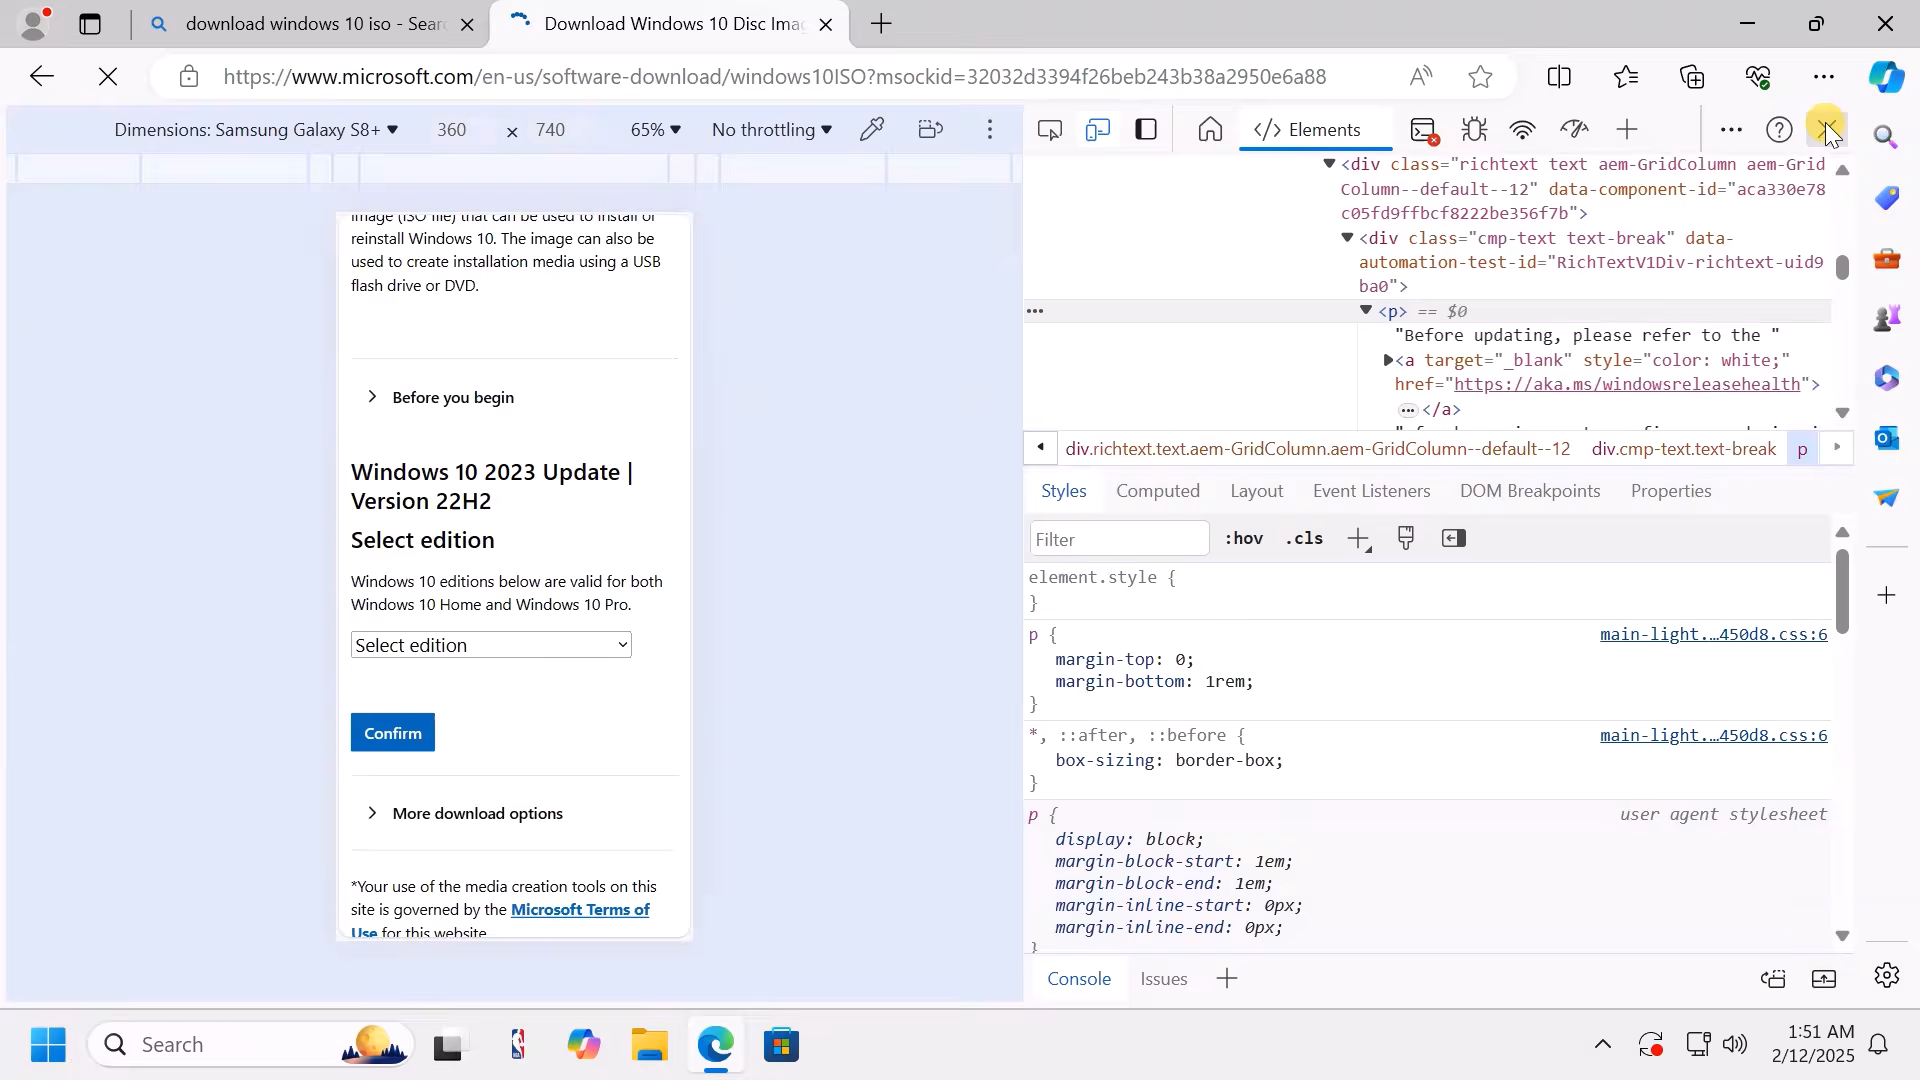 download windows 10 iso - Sear
Download Windows 10 Disc Ima
https://www.microsoft.com/en-us/software-download/windows10ISO?msockid=32032d3394f26beb243b38a2950e6a88
Dimensions: Samsung Galaxy S8+ 360 × 740 65% No throttling
Elements
image (ISO file) that can be used to install or
reinstall Windows 10. The image can also be
used to create installation media using a USB
flash drive or DVD.
Before you begin
Windows 10 2023 Update |
Version 22H2
Select edition
Windows 10 editions below are valid for both
Windows 10 Home and Windows 10 Pro.
Select edition
Confirm
More download options
*Your use of the media creation tools on this
site is governed by the Microsoft Terms of
Use for this website
<div class="richtext text aem-GridColumn aem-Grid
Column--default--12" data-component-id="aca330e78
c05fd9ffbcf8222be356f7b">
<div class="cmp-text text-break" data-
automation-test-id="RichTextV1Div-richtext-uid9
ba0">
<p> == $0
"Before updating, please refer to the "
<a target="_blank" style="color: white;"
href="https://aka.ms/windowsreleasehealth">
… </a>
div.richtext.text.aem-GridColumn.aem-GridColumn--default--12 div.cmp-text.text-break p
Styles Computed Layout Event Listeners DOM Breakpoints Properties
Filter :hov .cls
element.style {
}
p { main-light…450d8.css:6
margin-top: 0;
margin-bottom: 1rem;
}
*, ::after, ::before { main-light…450d8.css:6
box-sizing: border-box;
}
p { user agent stylesheet
display: block;
margin-block-start: 1em;
margin-block-end: 1em;
margin-inline-start: 0px;
margin-inline-end: 0px;
}
Console Issues
Search
1:51 AM
2/12/2025